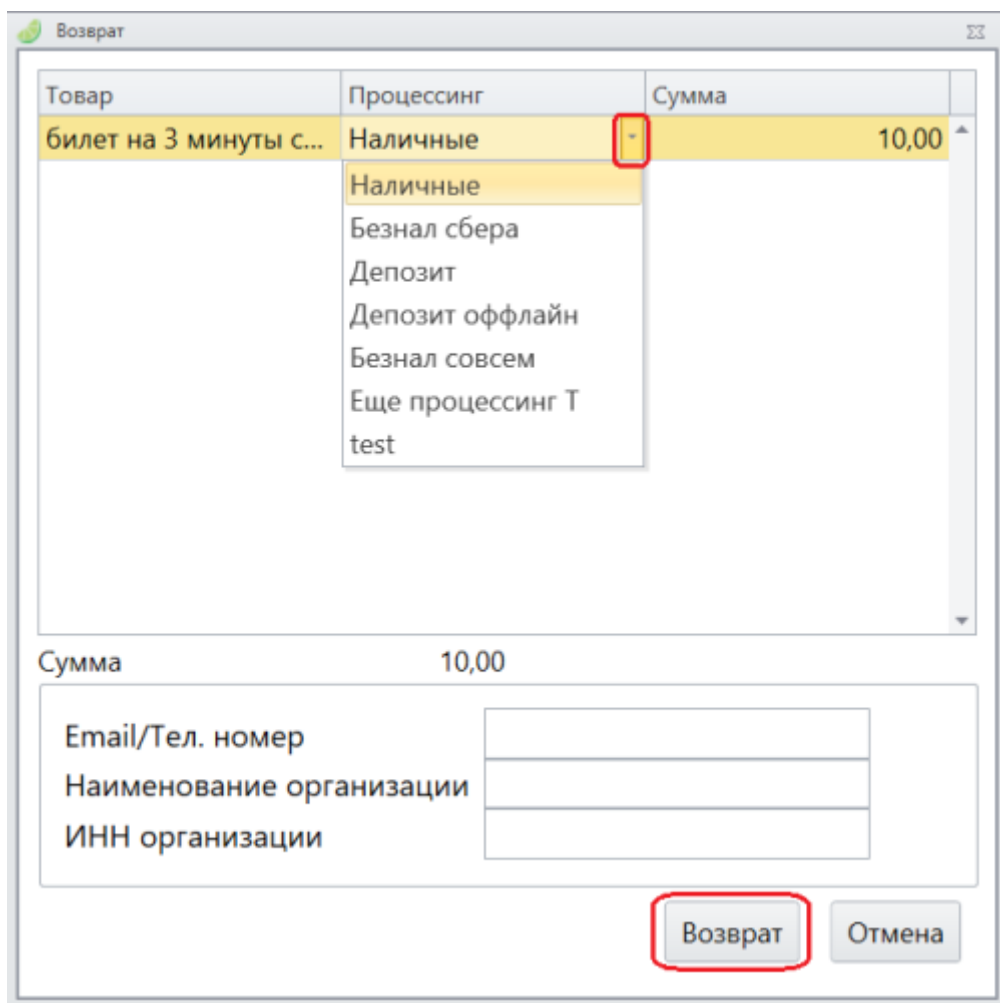 Возврат
Товар Процессинг Сумма
билет на 3 минуты с... Наличные 10,00
Наличные
Безнал сбера
Депозит
Депозит оффлайн
Безнал совсем
Еще процессинг Т
test
Сумма 10,00
Email/Тел. номер
Наименование организации
ИНН организации
Возврат Отмена